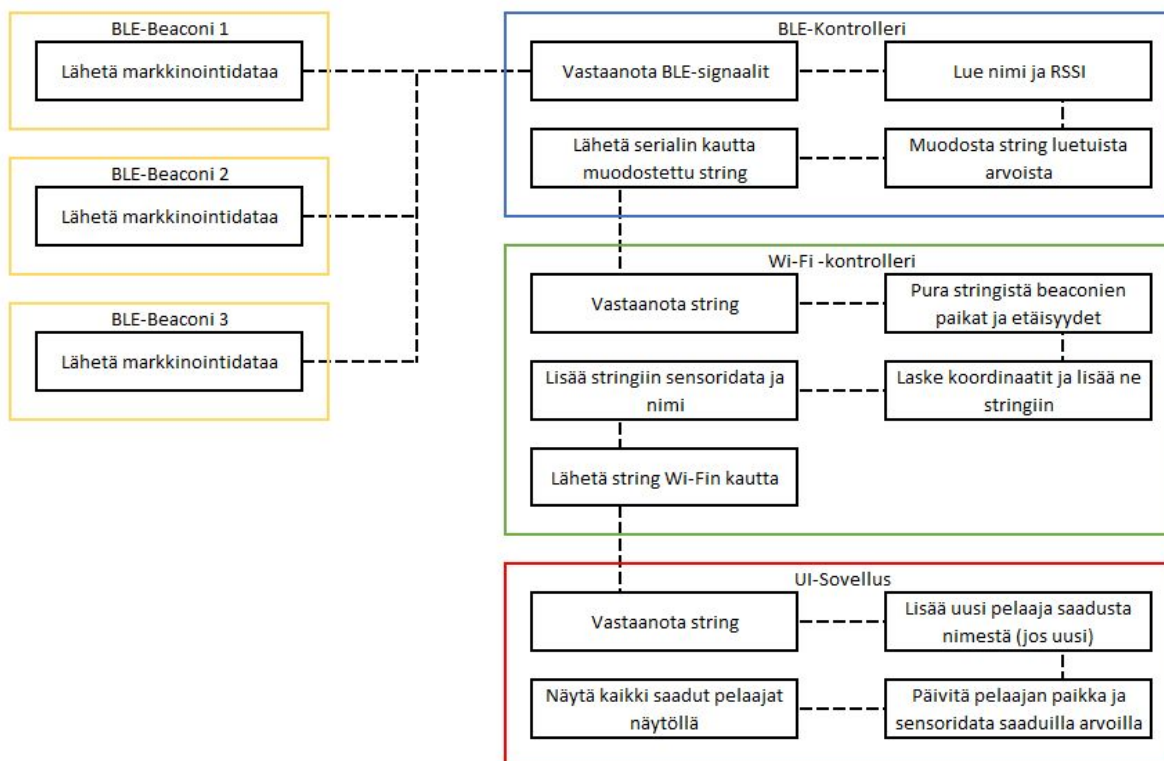 BLE-Beaconi 1
Lähetä markkinointidataa
BLE-Beaconi 2
Lähetä markkinointidataa
BLE-Beaconi 3
Lähetä markkinointidataa
BLE-Kontrolleri
Vastaanota BLE-signaalit
Lue nimi ja RSSI
Lähetä serialin kautta
muodostettu string
Muodosta string luetuista
arvoista
Wi-Fi -kontrolleri
Vastaanota string
Pura stringistä beaconien
paikat ja etäisyydet
Lisää stringiin sensoridata ja
nimi
Laske koordinaatit ja lisää ne
stringiin
Lähetä string Wi-Fin kautta
UI-Sovellus
Vastaanota string
Lisää uusi pelaaja saadusta
nimestä (jos uusi)
Näytä kaikki saadut pelaajat
näytöllä
Päivitä pelaajan paikka ja
sensoridata saaduilla arvoilla